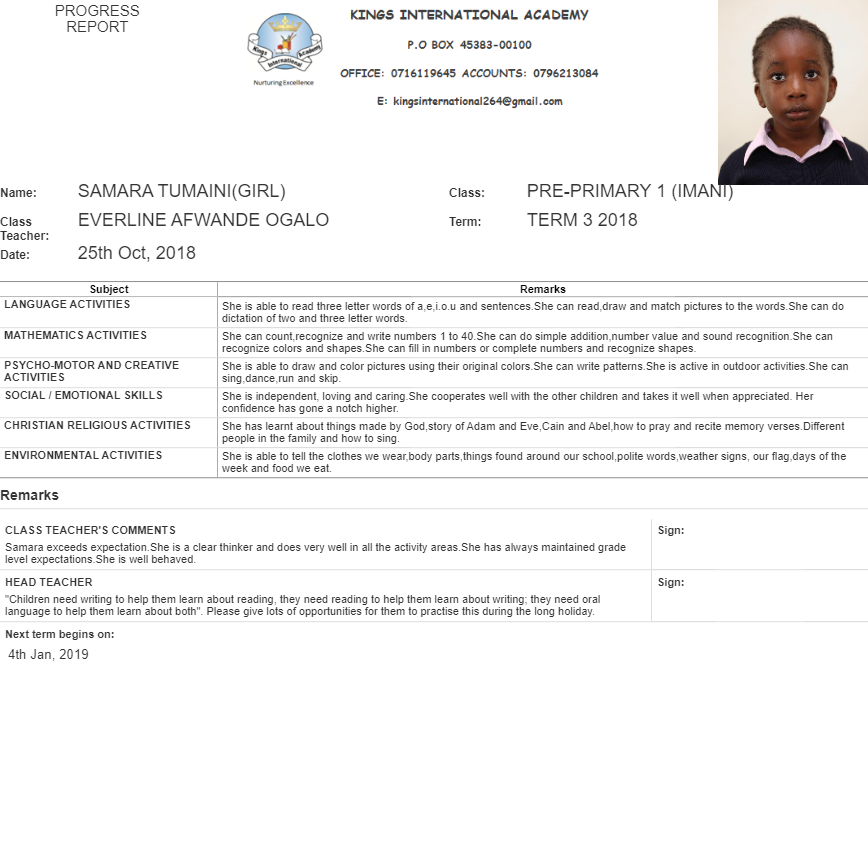 PROGRESS
REPORT
KINGS INTERNATIONAL ACADEMY
P.O BOX 45383-00100
OFFICE: 0716119645 ACCOUNTS: 0796213084
E: kingsinternational264@gmail.com
Kings Academy
International
Nurturing Excellence
Name: SAMARA TUMAINI(GIRL) Class: PRE-PRIMARY 1 (IMANI)
Class Teacher: EVERLINE AFWANDE OGALO Term: TERM 3 2018
Date: 25th Oct, 2018
Subject Remarks
LANGUAGE ACTIVITIES She is able to read three letter words of a,e,i.o.u and sentences.She can read,draw and match pictures to the words.She can do
dictation of two and three letter words.
MATHEMATICS ACTIVITIES She can count,recognize and write numbers 1 to 40.She can do simple addition,number value and sound recognition.She can
recognize colors and shapes.She can fill in numbers or complete numbers and recognize shapes.
PSYCHO-MOTOR AND CREATIVE
ACTIVITIES
She is able to draw and color pictures using their original colors.She can write patterns.She is active in outdoor activities.She can
sing,dance,run and skip.
SOCIAL / EMOTIONAL SKILLS She is independent, loving and caring.She cooperates well with the other children and takes it well when appreciated. Her
confidence has gone a notch higher.
CHRISTIAN RELIGIOUS ACTIVITIES She has learnt about things made by God,story of Adam and Eve,Cain and Abel,how to pray and recite memory verses.Different
people in the family and how to sing.
ENVIRONMENTAL ACTIVITIES She is able to tell the clothes we wear,body parts,things found around our school,polite words,weather signs, our flag,days of the
week and food we eat.
Remarks
CLASS TEACHER'S COMMENTS Sign:
Samara exceeds expectation.She is a clear thinker and does very well in all the activity areas.She has always maintained grade
level expectations.She is well behaved.
HEAD TEACHER Sign:
"Children need writing to help them learn about reading, they need reading to help them learn about writing; they need oral
language to help them learn about both". Please give lots of opportunities for them to practise this during the long holiday.
Next term begins on:
4th Jan, 2019